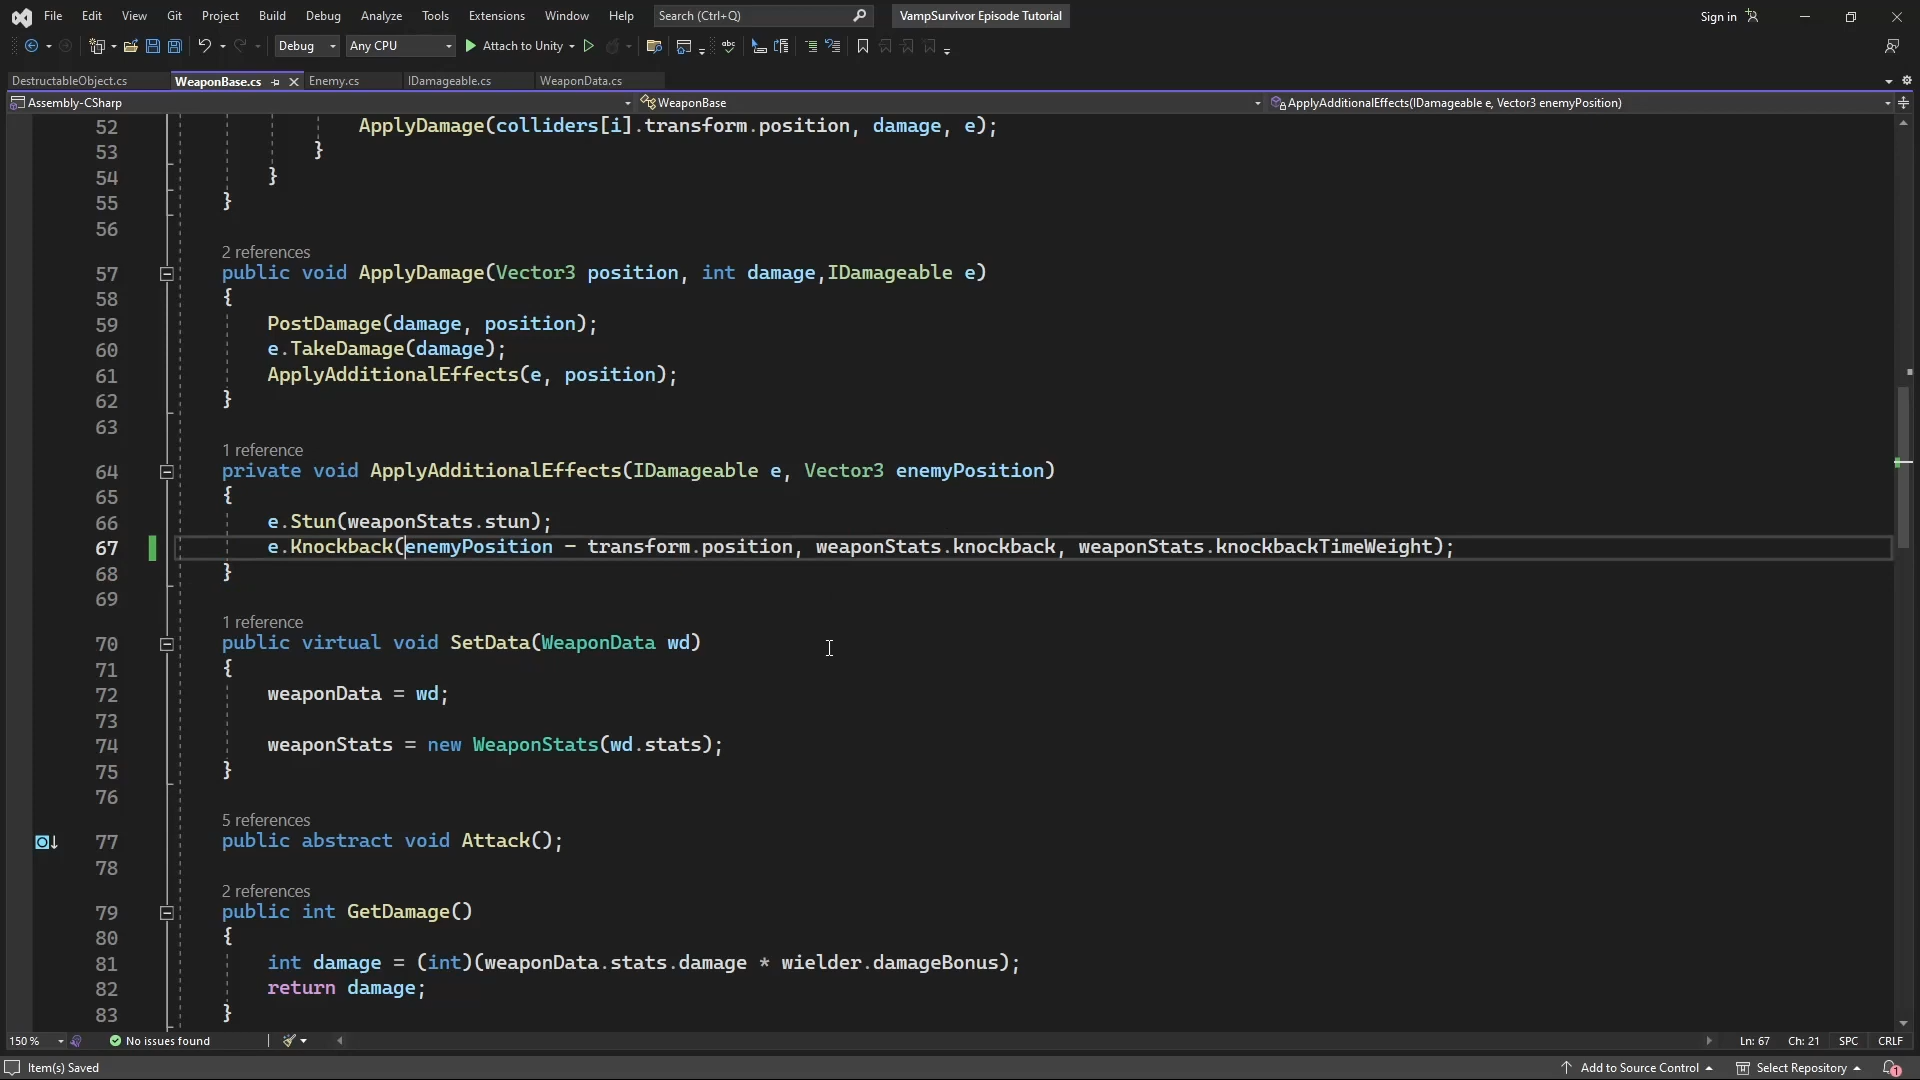 File Edit View Git Project Build Debug Analyze Tools Extensions Window Help Search (Ctrl+Q) VampSurvivor Episode Tutorial Sign in
Debug Any CPU Attach to Unity
DestructableObject.cs WeaponBase.cs Enemy.cs IDamageable.cs WeaponData.cs
Assembly-CSharp WeaponBase ApplyAdditionalEffects(IDamageable e, Vector3 enemyPosition)
52 ApplyDamage(colliders[i].transform.position, damage, e);
53 }
54 }
55 }
56
2 references
57 public void ApplyDamage(Vector3 position, int damage,IDamageable e)
58 {
59 PostDamage(damage, position);
60 e.TakeDamage(damage);
61 ApplyAdditionalEffects(e, position);
62 }
63
1 reference
64 private void ApplyAdditionalEffects(IDamageable e, Vector3 enemyPosition)
65 {
66 e.Stun(weaponStats.stun);
67 e.Knockback(enemyPosition - transform.position, weaponStats.knockback, weaponStats.knockbackTimeWeight);
68 }
69
1 reference
70 public virtual void SetData(WeaponData wd)
71 {
72 weaponData = wd;
73
74 weaponStats = new WeaponStats(wd.stats);
75 }
76
5 references
77 public abstract void Attack();
78
2 references
79 public int GetDamage()
80 {
81 int damage = (int)(weaponData.stats.damage * wielder.damageBonus);
82 return damage;
83 }
150 % No issues found Ln: 67 Ch: 21 SPC CRLF
Item(s) Saved Add to Source Control Select Repository 1